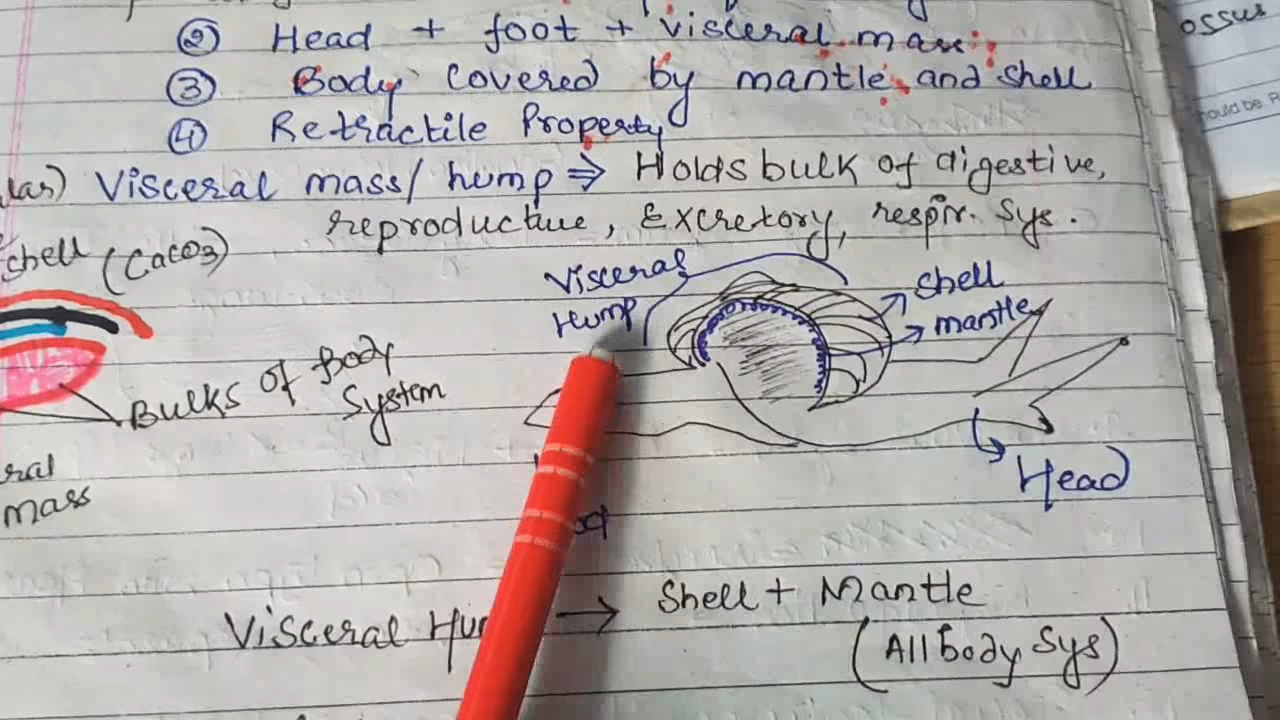 ② Head + foot + visceral mass
③ Body covered by mantle and shell
④ Retractile Property
Visceral mass/hump ⇒ Holds bulk of digestive,
reproductive, Excretory, respir. Sys.
shell (CaCO3)
Visceral
Hump
shell
mantle
Bulks of Body
System
mass
Head
Visceral
→ Shell + Mantle
(All Body Sys)
ossus